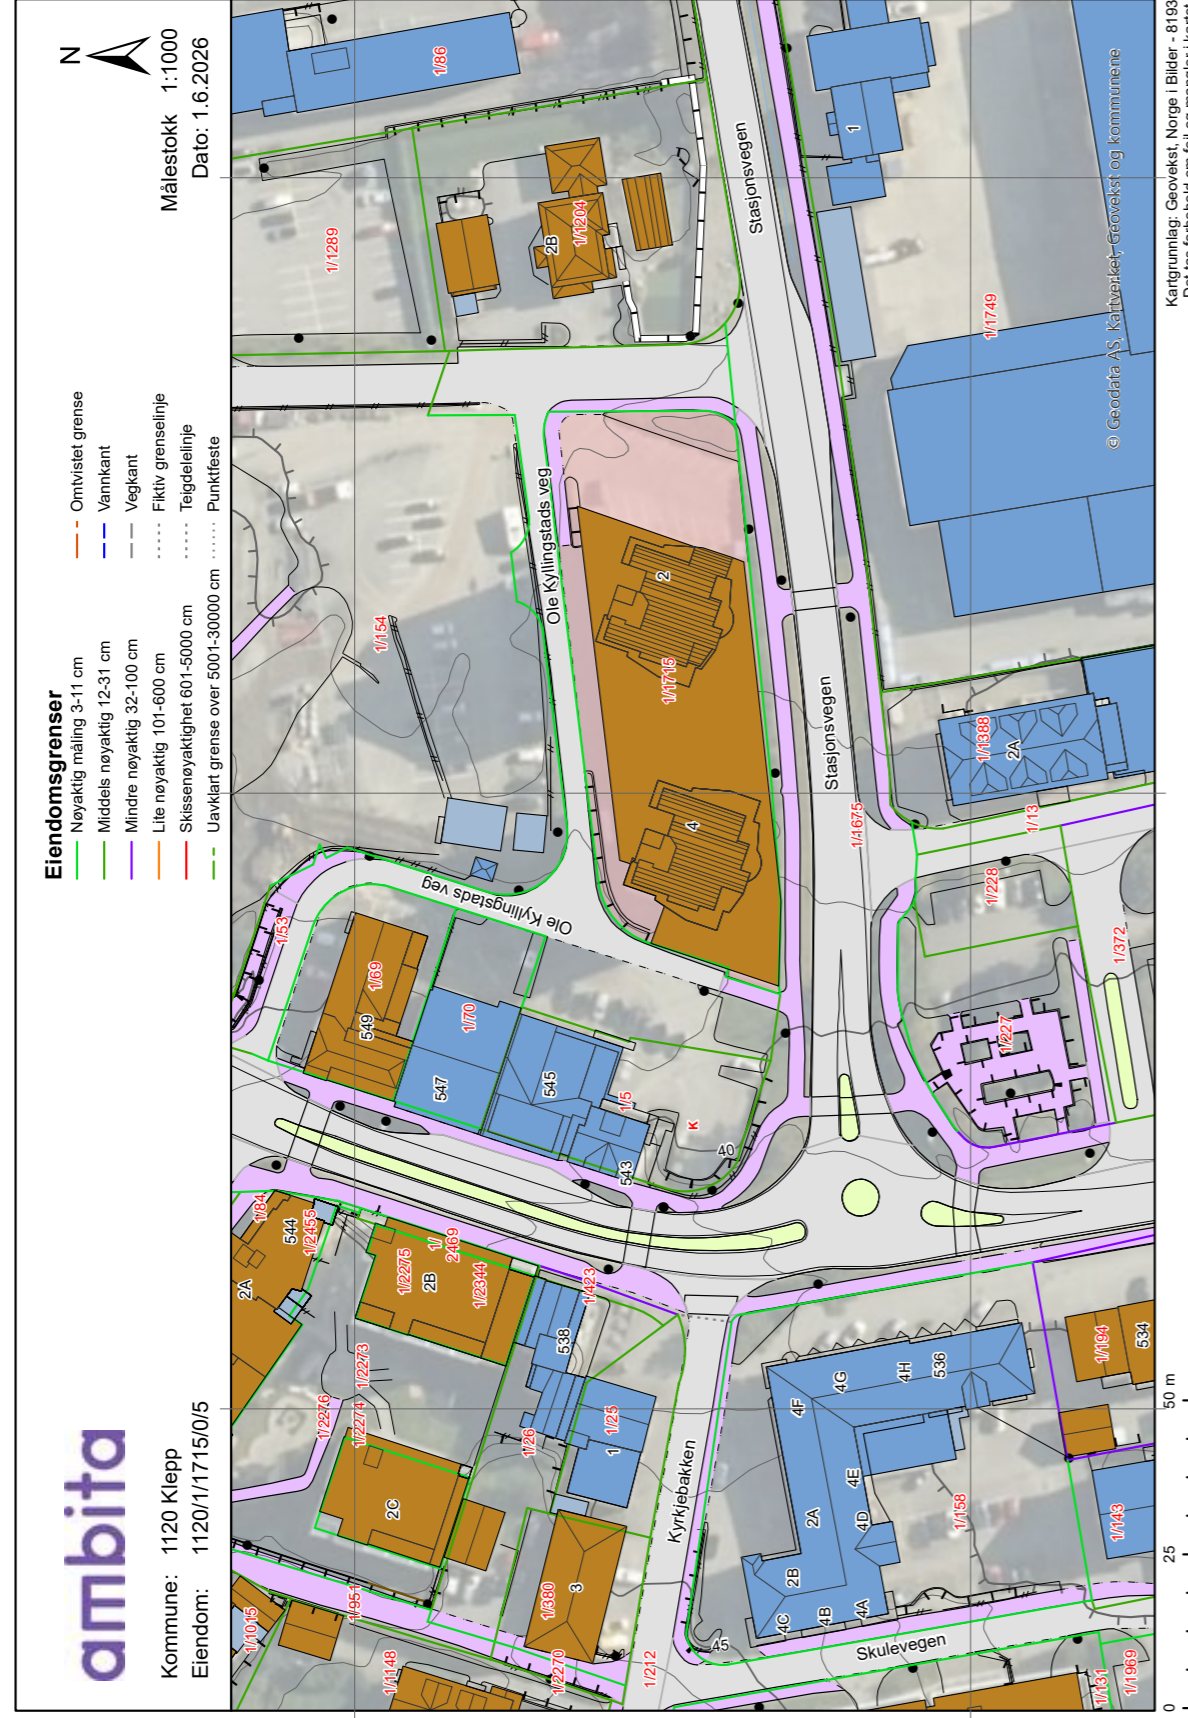 ambita
Kommune: 1120 Klepp
Eiendom: 1120/1/1715/0/5
Eiendomsgrenser
Nøyaktig måling 3-11 cm
Middels nøyaktig 12-31 cm
Mindre nøyaktig 32-100 cm
Lite nøyaktig 101-600 cm
Skissenøyaktighet 601-5000 cm
Uavklart grense over 5001-30000 cm
Omtvistet grense
Vannkant
Vegkant
Fiktiv grenselinje
Teigdelelinje
Punktfeste
N
Målestokk 1:1000
Dato: 1.6.2026
1/1015
1/951
1/1148
1/2270
1/212
1/380
3
2C
1/2276
1/2274
1/2273
1/26
1
1/25
538
1/423
2A
544
1/84
1/2455
1/2275
2B
1/
2469
1/2344
549
1/69
1/53
547
1/70
545
543
1/5
K
40
Ole Kyllingstads veg
1/154
Ole Kyllingstads veg
1/1715
4
2
1/1289
2B
1/1204
1/86
Stasjonsvegen
Stasjonsvegen
1/1675
Kyrkjebakken
45
Skulevegen
4C
2B
4B
4A
2A
4D
4E
4F
4G
4H
536
1/158
1/143
1/194
534
1/131
1/1969
1/227
1/228
1/372
1/13
1/1388
2A
1/1749
1
© Geodata AS, Kartverket, Geovekst og kommunene
0
25
50 m
Kartgrunnlag: Geovekst, Norge i Bilder - 8193